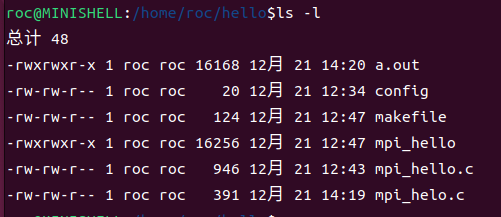 roc@MINISHELL:/home/roc/hello$ls -l
总计 48
-rwxrwxr-x 1 roc roc 16168 12月 21 14:20 a.out
-rw-rw-r-- 1 roc roc    20 12月 21 12:34 config
-rw-rw-r-- 1 roc roc   124 12月 21 12:47 makefile
-rwxrwxr-x 1 roc roc 16256 12月 21 12:47 mpi_hello
-rw-rw-r-- 1 roc roc   946 12月 21 12:43 mpi_hello.c
-rw-rw-r-- 1 roc roc   391 12月 21 14:19 mpi_helo.c